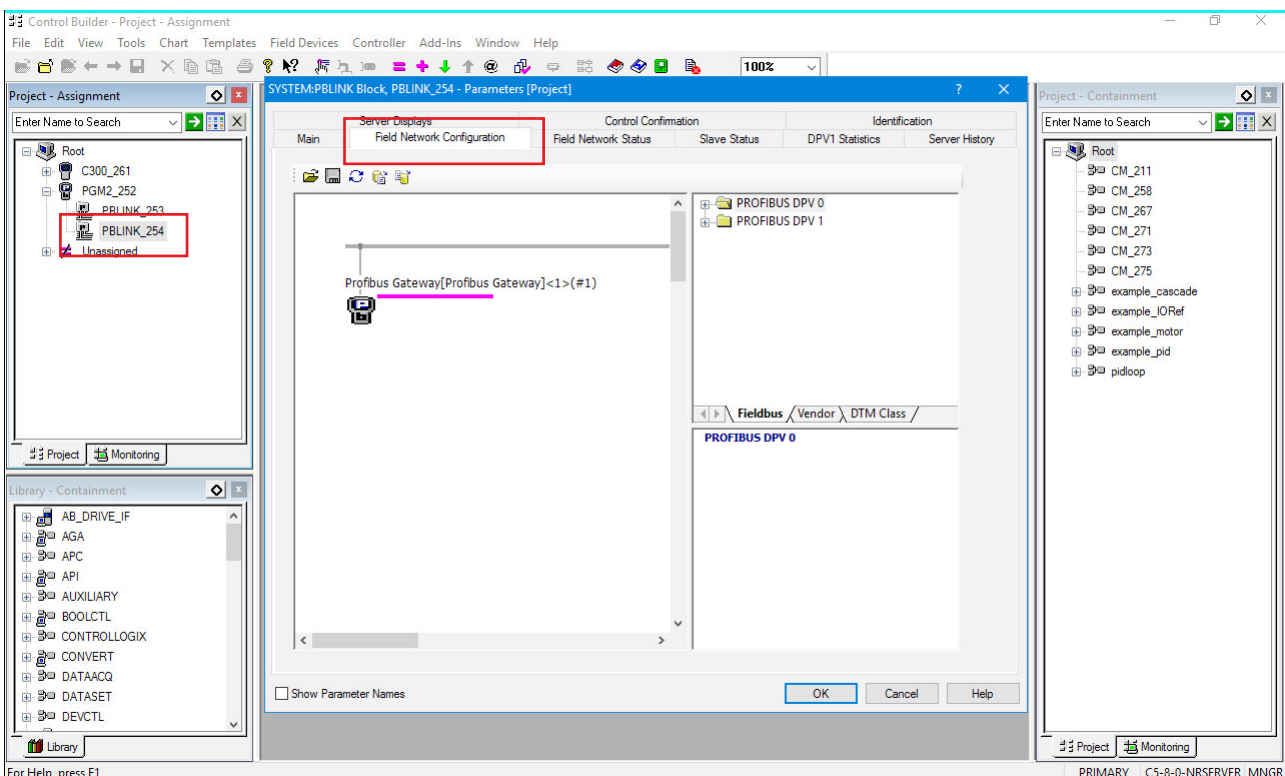 Control Builder - Project - Assignment
File Edit View Tools Chart Templates Field Devices Controller Add-Ins Window Help
100%
Project - Assignment
Enter Name to Search
Root
C300_261
PGM2_252
PBLINK_253
PBLINK_254
Unassigned
Project Monitoring
Library - Containment
AB_DRIVE_IF
AGA
APC
API
AUXILIARY
BOOLCTL
CONTROLLOGIX
CONVERT
DATAACQ
DATASET
DEVCTL
Library
SYSTEM:PBLINK Block, PBLINK_254 - Parameters [Project]
Server Displays Control Confirmation Identification
Main Field Network Configuration Field Network Status Slave Status DPV1 Statistics Server History
Profibus Gateway[Profibus Gateway]<1>(#1)
PROFIBUS DPV 0
PROFIBUS DPV 1
Fieldbus Vendor DTM Class
PROFIBUS DPV 0
Show Parameter Names
OK Cancel Help
Project - Containment
Enter Name to Search
Root
CM_211
CM_258
CM_267
CM_271
CM_273
CM_275
example_cascade
example_IORef
example_motor
example_pid
pidloop
Project Monitoring
For Help, press F1
PRIMARY C5-8-0-NRSERVER MNGR